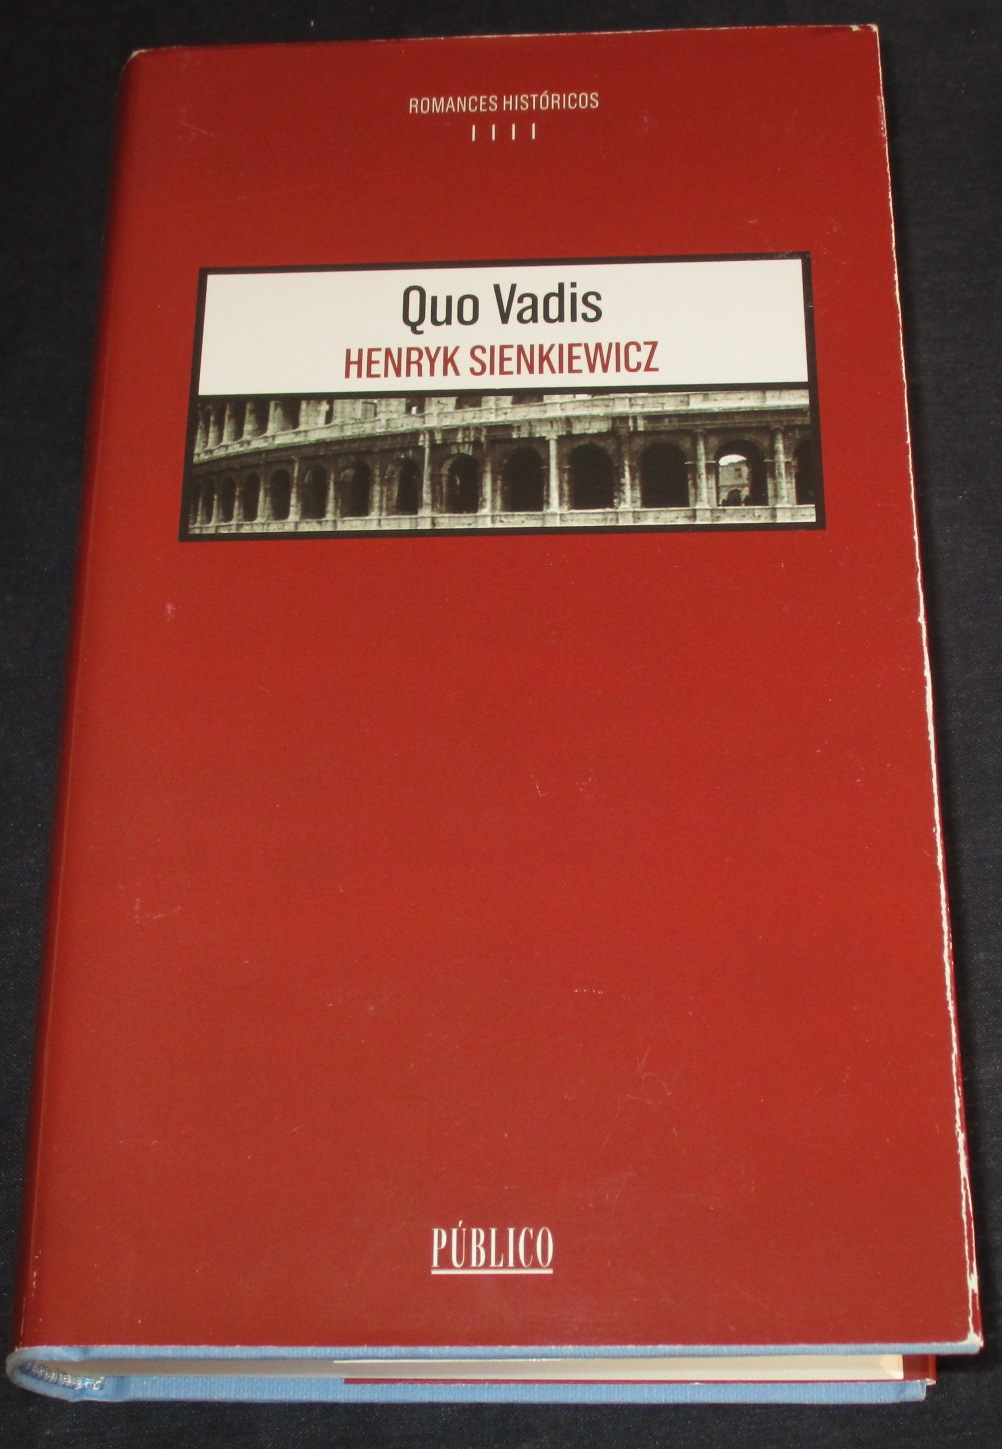 ROMANCES HISTÓRICOS
I I I I
Quo Vadis
HENRYK SIENKIEWICZ
PÚBLICO